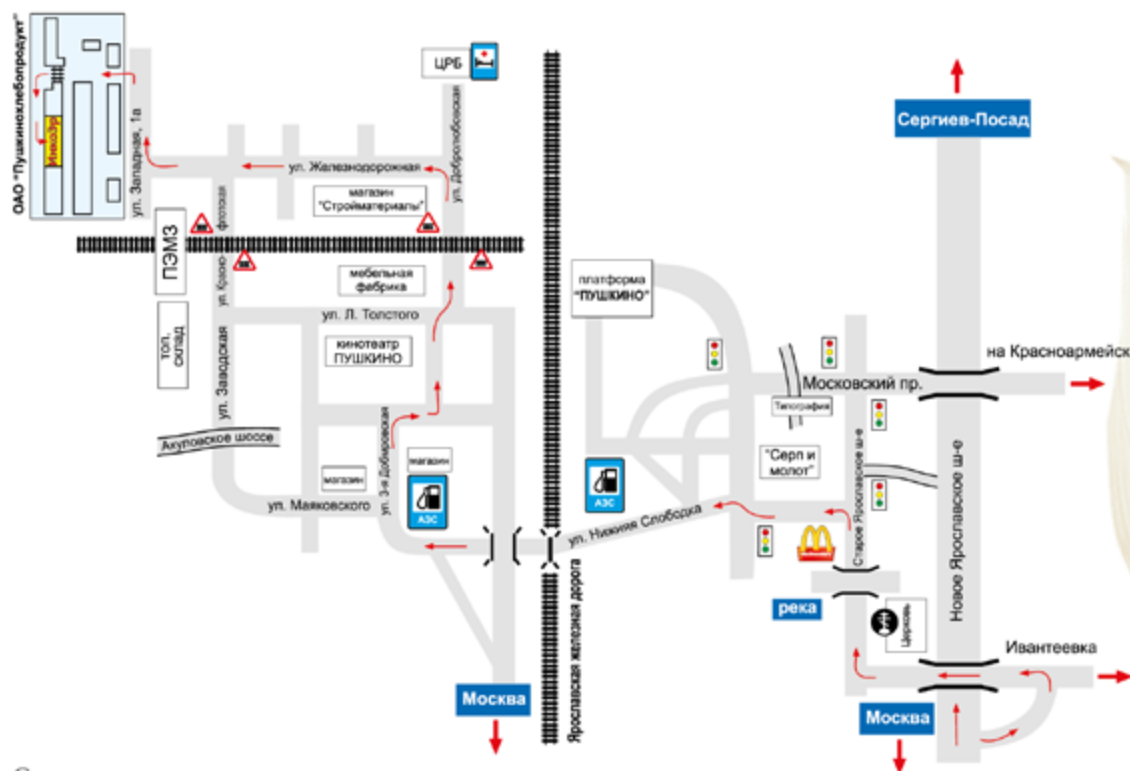 ОАО "Пушкинохлебопродукт"
Инкоэр
ул. Западная, 1а
ЦРБ
ул. Добролюбовская
ул. Железнодорожная
магазин
"Стройматериалы"
ПЭМЗ
ул. Красно-
флотская
мебельная
фабрика
ул. Л. Толстого
топ.
склад
кинотеатр
ПУШКИНО
ул. Заводская
Акуловское шоссе
магазин
ул. Маяковского
ул. 3-я Домбровская
магазин
АЗС
Москва
Ярославская железная дорога
платформа
"ПУШКИНО"
АЗС
ул. Нижняя Слободка
Сергиев-Посад
на Красноармейск
Московский пр.
Типография
"Серп и
молот"
Старое Ярославское ш-е
Новое Ярославское ш-е
река
Церковь
Ивантеевка
Москва